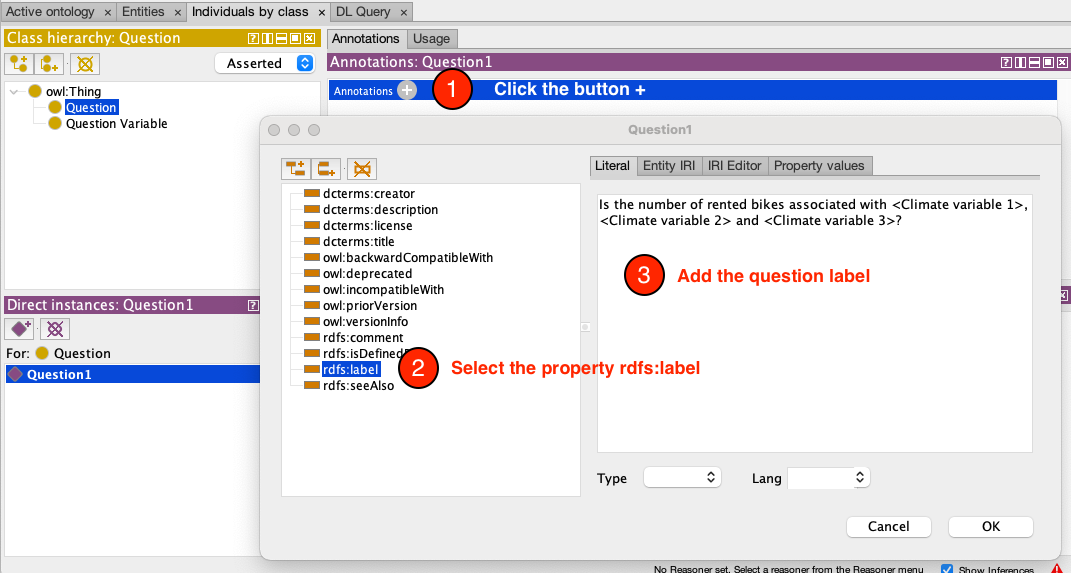 Active ontology × Entities × Individuals by class × DL Query ×
Class hierarchy: Question
Asserted
owl:Thing
Question
Question Variable
Annotations Usage
Annotations: Question1
Annotations + 1 Click the button +
Direct instances: Question1
For: Question
Question1
Question1
dcterms:creator
dcterms:description
dcterms:license
dcterms:title
owl:backwardCompatibleWith
owl:deprecated
owl:incompatibleWith
owl:priorVersion
owl:versionInfo
rdfs:comment
rdfs:isDefined
rdfs:label
rdfs:seeAlso
2 Select the property rdfs:label
Literal Entity IRI IRI Editor Property values
Is the number of rented bikes associated with <Climate variable 1>,
<Climate variable 2> and <Climate variable 3>?
3 Add the question label
Type Lang
Cancel OK
No Reasoner set. Select a reasoner from the Reasoner menu Show Inferences